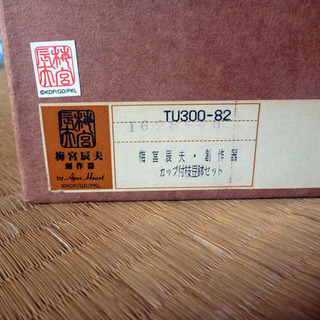 梅宮
辰夫
©KDP/GD/PKL
梅宮
辰夫
梅宮辰夫
創作器
by Apex Heart
©KDP/GD/PKL
TU300-82
梅宮辰夫・創作器
カップ付枝豆鉢セット